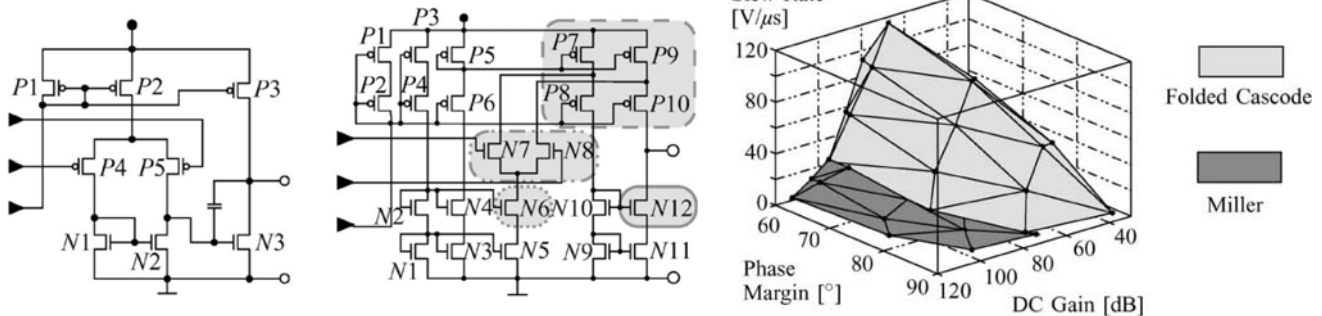 P1
P2
P3
P4
P5
N1
N2
N3
P1
P3
P5
P7
P9
P2
P4
P6
P8
P10
N7
N8
N2
N4
N6
N10
N12
N1
N3
N5
N9
N11
[V/µs]
120
80
40
0
60
70
80
90
120
100
80
60
40
Phase
Margin [°]
DC Gain [dB]
Folded Cascode
Miller